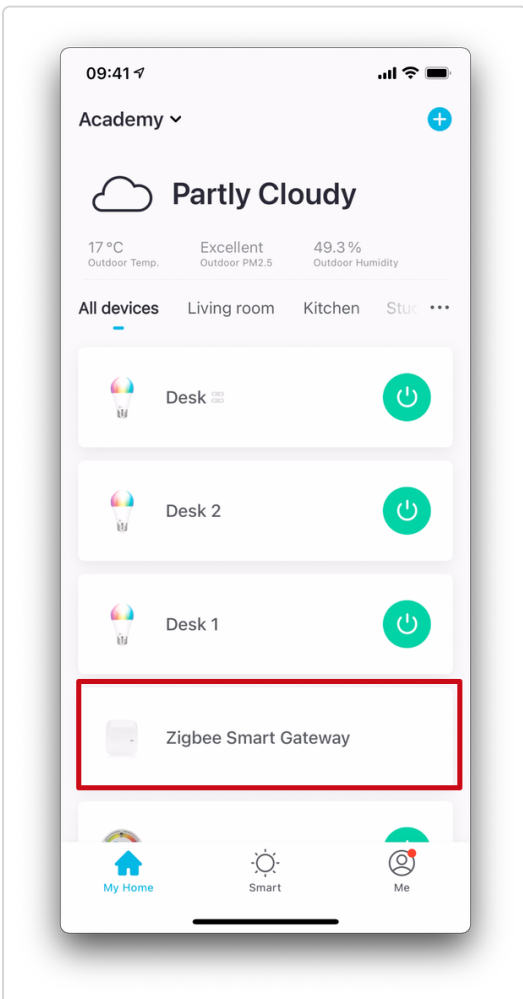 09:41
Academy
Partly Cloudy
17 °C Excellent 49.3 %
Outdoor Temp. Outdoor PM2.5 Outdoor Humidity
All devices Living room Kitchen Stuc ...
Desk
Desk 2
Desk 1
Zigbee Smart Gateway
My Home Smart Me